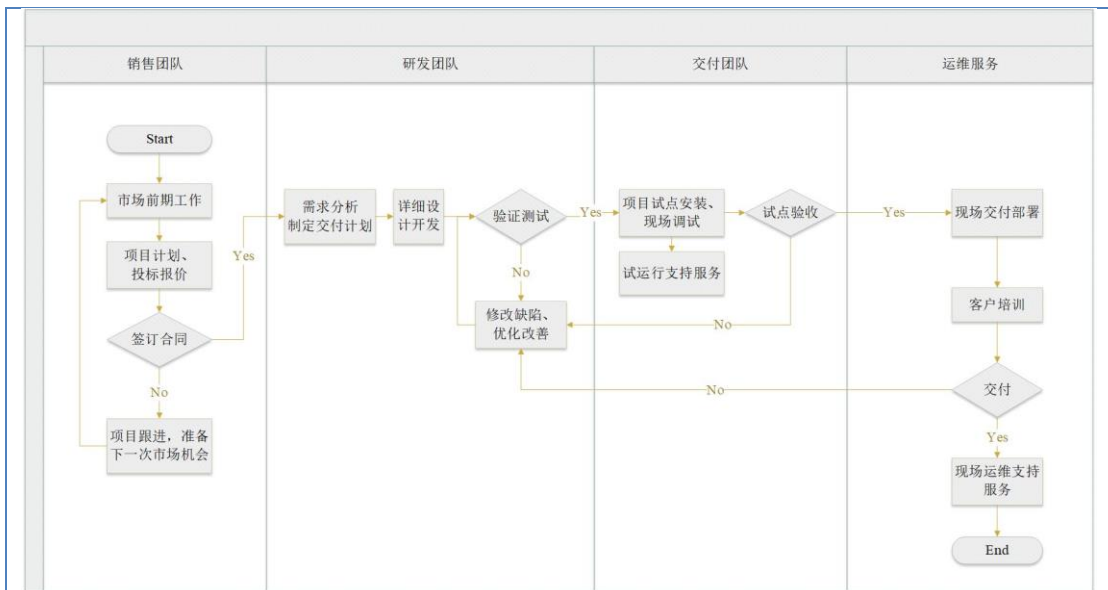 销售团队
研发团队
交付团队
运维服务
Start
市场前期工作
项目计划、
投标报价
签订合同
Yes
No
项目跟进，准备
下一次市场机会
需求分析
制定交付计划
详细设
计开发
验证测试
Yes
No
修改缺陷、
优化改善
项目试点安装、
现场调试
试运行支持服务
试点验收
Yes
No
No
现场交付部署
客户培训
交付
Yes
现场运维支持
服务
End